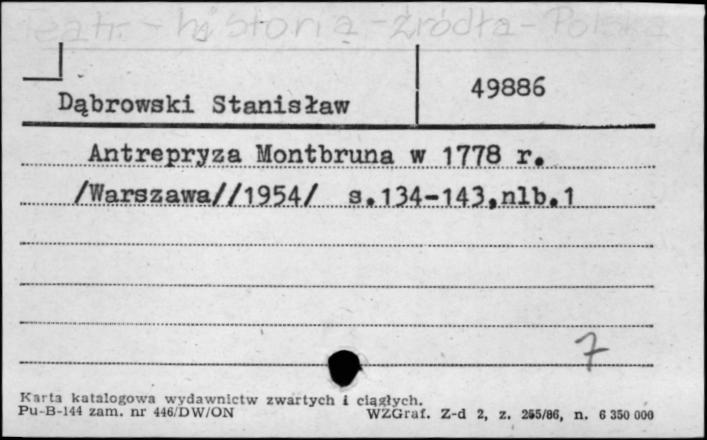 Teatr - historia - źródła - Polska
49886
Dąbrowski Stanisław
Antrepryza Montbruna w 1778 r.
/Warszawa//1954/ s.134-143,nlb.1
7
Karta katalogowa wydawnictw zwartych i ciągłych.
Pu-B-144 zam. nr 446/DW/ON WZGraf. Z-d 2, z. 255/86, n. 6 350 000